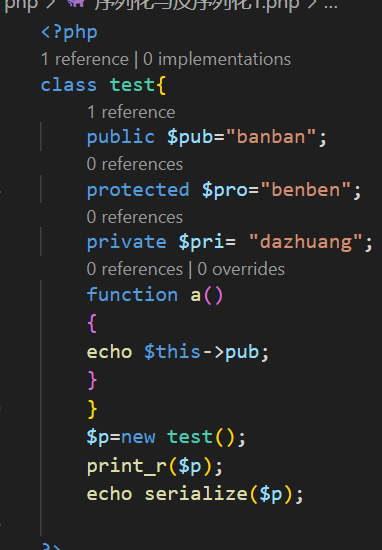 php > 序列化与反序列化1.php > ...
<?php
1 reference | 0 implementations
class test{
1 reference
public $pub="banban";
0 references
protected $pro="benben";
0 references
private $pri= "dazhuang";
0 references | 0 overrides
function a()
{
echo $this->pub;
}
}
$p=new test();
print_r($p);
echo serialize($p);
?>